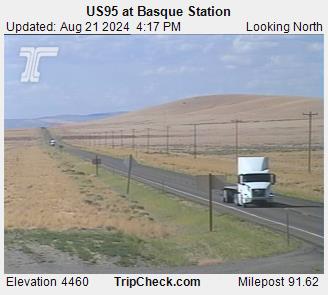 US95 at Basque Station
Updated: Aug 21 2024 4:17 PM Looking North
Elevation 4460 TripCheck.com Milepost 91.62